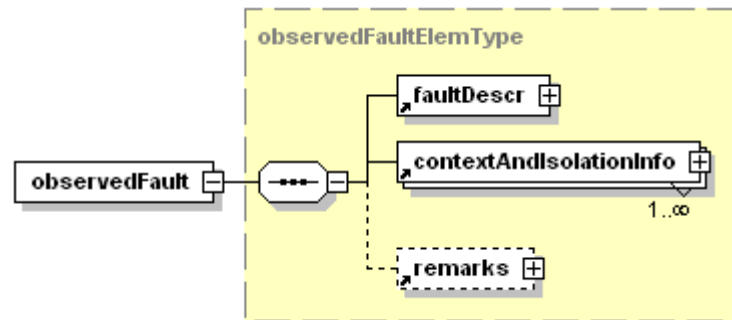 observedFaultElemType
faultDescr
observedFault
contextAndIsolationInfo
1..∞
remarks